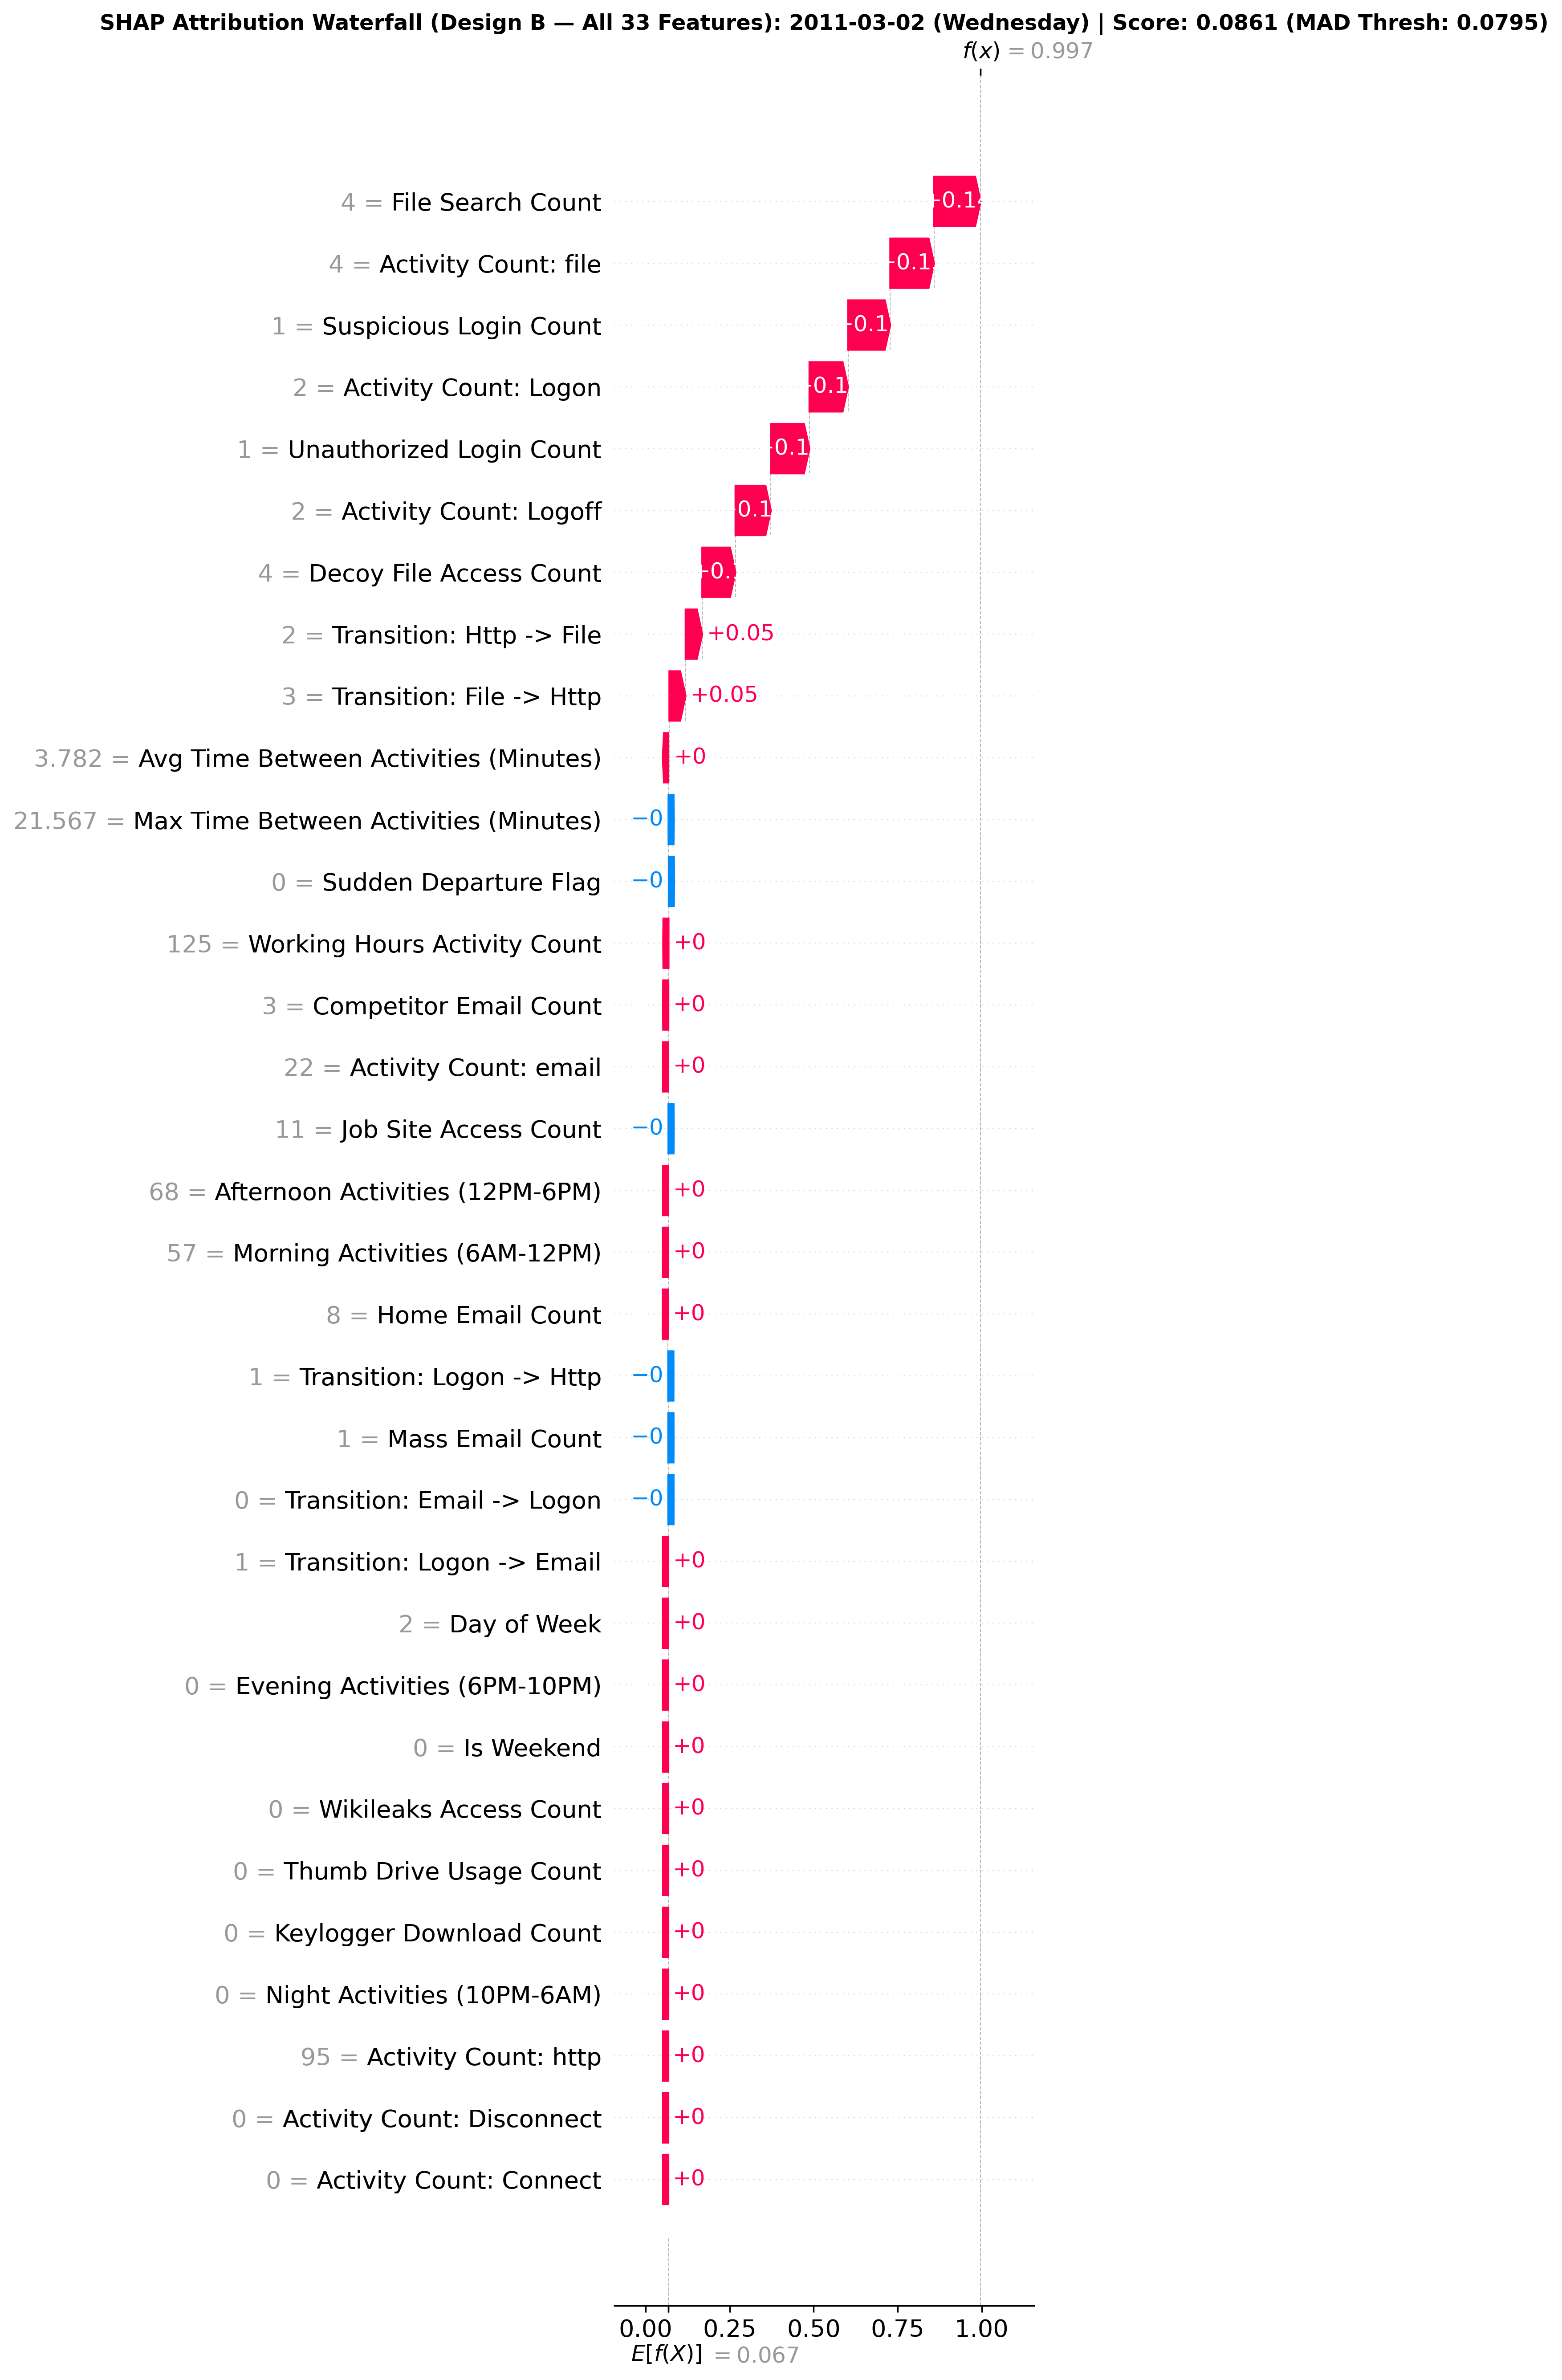 SHAP Attribution Waterfall (Design B — All 33 Features): 2011-03-02 (Wednesday) | Score: 0.0861 (MAD Thresh: 0.0795)
f(x) = 0.997
4 = File Search Count +0.14
4 = Activity Count: file
1 = Suspicious Login Count
2 = Activity Count: Logon
1 = Unauthorized Login Count
2 = Activity Count: Logoff
4 = Decoy File Access Count
2 = Transition: Http -> File +0.05
3 = Transition: File -> Http +0.05
3.782 = Avg Time Between Activities (Minutes) +0
21.567 = Max Time Between Activities (Minutes) −0
0 = Sudden Departure Flag −0
125 = Working Hours Activity Count +0
3 = Competitor Email Count +0
22 = Activity Count: email +0
11 = Job Site Access Count −0
68 = Afternoon Activities (12PM-6PM) +0
57 = Morning Activities (6AM-12PM) +0
8 = Home Email Count +0
1 = Transition: Logon -> Http −0
1 = Mass Email Count −0
0 = Transition: Email -> Logon −0
1 = Transition: Logon -> Email +0
2 = Day of Week +0
0 = Evening Activities (6PM-10PM) +0
0 = Is Weekend +0
0 = Wikileaks Access Count +0
0 = Thumb Drive Usage Count +0
0 = Keylogger Download Count +0
0 = Night Activities (10PM-6AM) +0
95 = Activity Count: http +0
0 = Activity Count: Disconnect +0
0 = Activity Count: Connect +0
0.00 0.25 0.50 0.75 1.00
E[f(X)] = 0.067